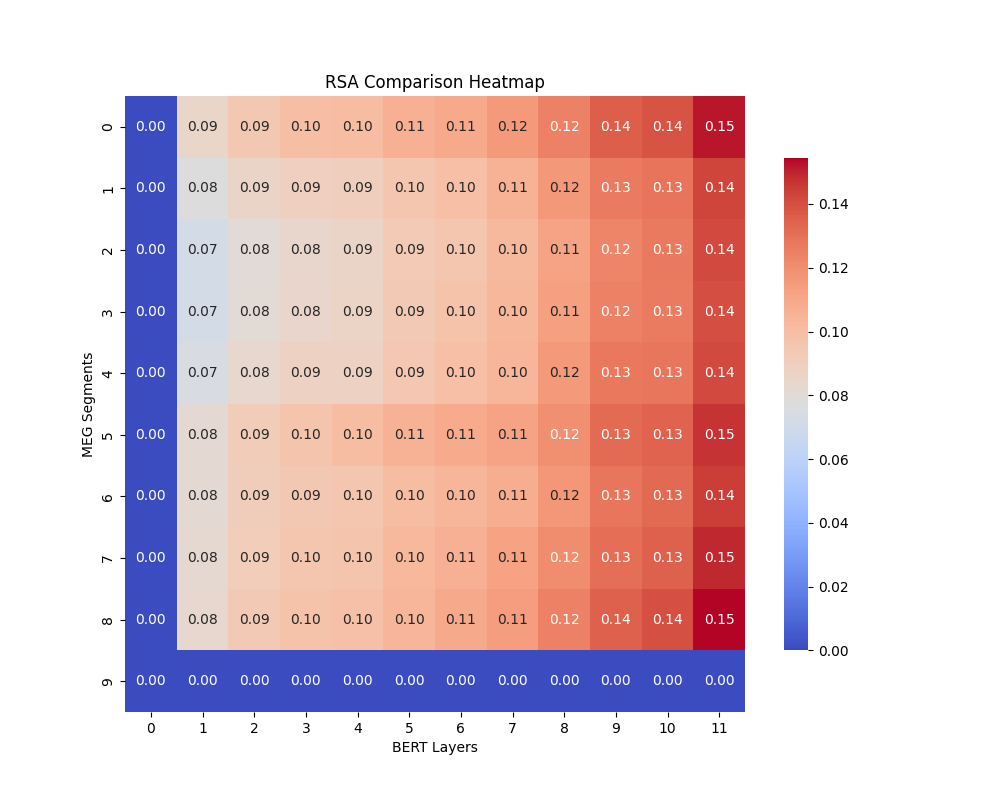 RSA Comparison Heatmap
0 0.00 0.09 0.09 0.10 0.10 0.11 0.11 0.12 0.12 0.14 0.14 0.15
1 0.00 0.08 0.09 0.09 0.09 0.10 0.10 0.11 0.12 0.13 0.13 0.14
2 0.00 0.07 0.08 0.08 0.09 0.09 0.10 0.10 0.11 0.12 0.13 0.14
3 0.00 0.07 0.08 0.08 0.09 0.09 0.10 0.10 0.11 0.12 0.13 0.14
4 0.00 0.07 0.08 0.09 0.09 0.09 0.10 0.10 0.12 0.13 0.13 0.14
5 0.00 0.08 0.09 0.10 0.10 0.11 0.11 0.11 0.12 0.13 0.13 0.15
6 0.00 0.08 0.09 0.09 0.10 0.10 0.10 0.11 0.12 0.13 0.13 0.14
7 0.00 0.08 0.09 0.10 0.10 0.10 0.11 0.11 0.12 0.13 0.13 0.15
8 0.00 0.08 0.09 0.10 0.10 0.10 0.11 0.11 0.12 0.14 0.14 0.15
9 0.00 0.00 0.00 0.00 0.00 0.00 0.00 0.00 0.00 0.00 0.00 0.00
0 1 2 3 4 5 6 7 8 9 10 11
BERT Layers
MEG Segments
0.14
0.12
0.10
0.08
0.06
0.04
0.02
0.00